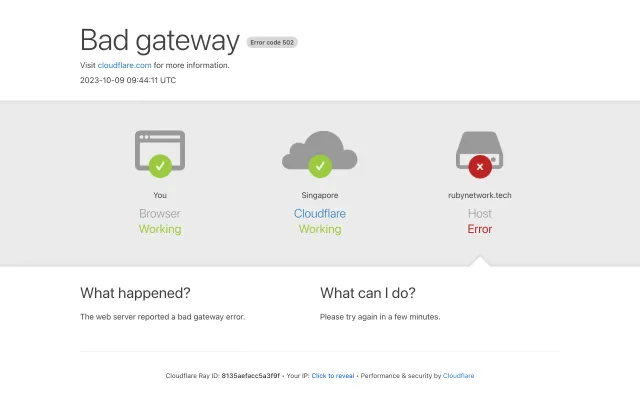 Bad gateway Error code 502
Visit cloudflare.com for more information.
2023-10-09 09:44:11 UTC
You
Browser
Working
Singapore
Cloudflare
Working
rubynetwork.tech
Host
Error
What happened?
The web server reported a bad gateway error.
What can I do?
Please try again in a few minutes.
Cloudflare Ray ID: 8135aefacc5a3f9f • Your IP: Click to reveal • Performance & security by Cloudflare